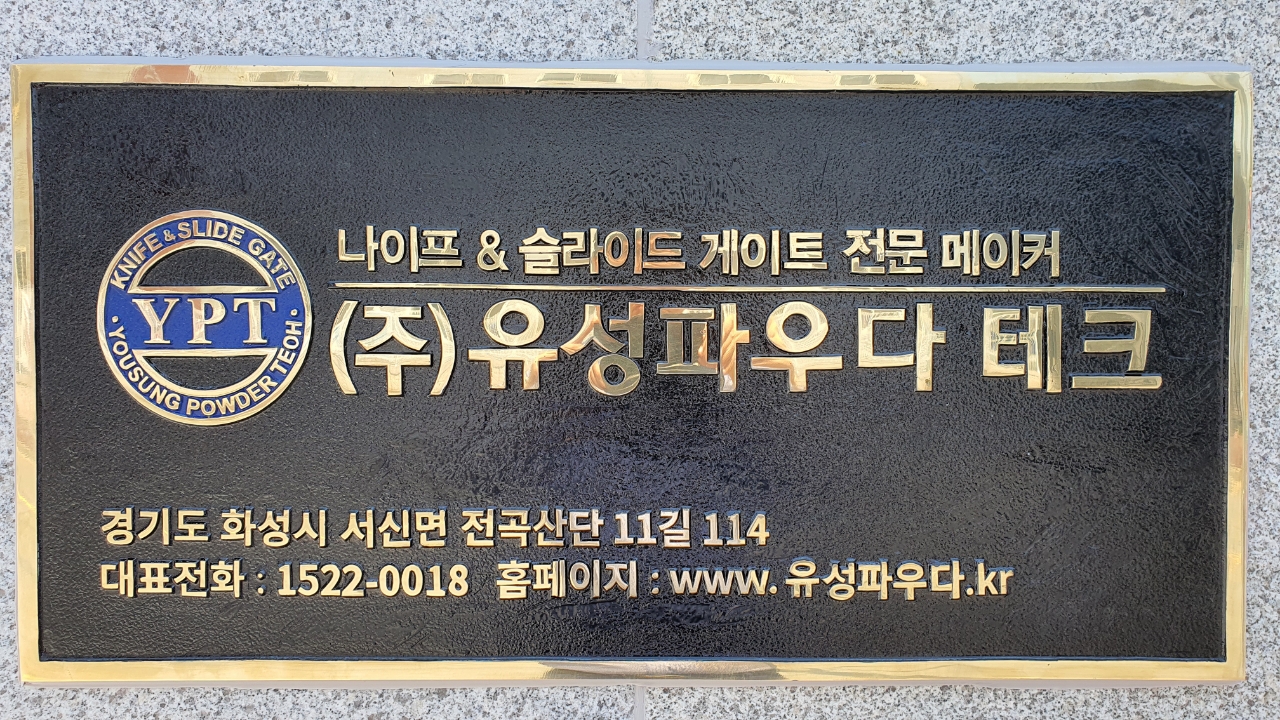 KNIFE & SLIDE GATE
YPT
· YOUSUNG POWDER TEOH ·
나이프 & 슬라이드 게이트 전문 메이커
(주)유성파우다 테크
경기도 화성시 서신면 전곡산단 11길 114
대표전화 : 1522-0018 홈페이지 : www.유성파우다.kr